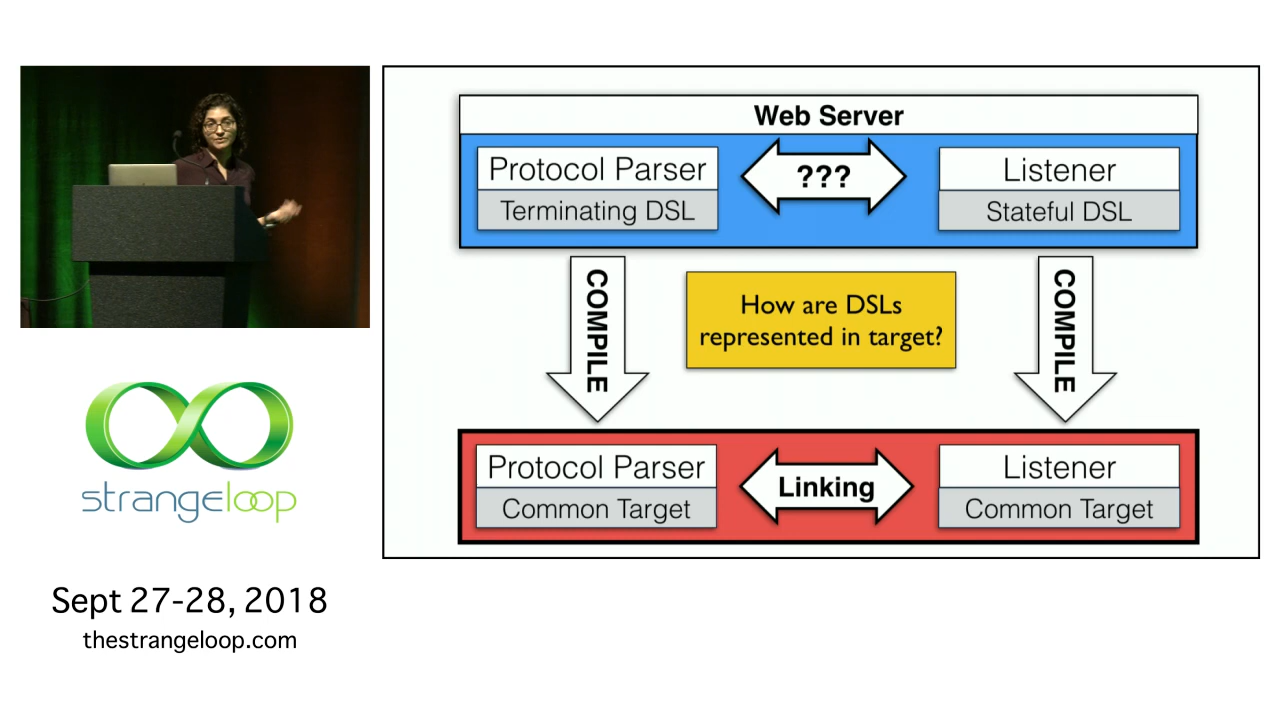 Web Server
Protocol Parser
Terminating DSL
???
Listener
Stateful DSL
COMPILE
How are DSLs
represented in target?
COMPILE
Protocol Parser
Common Target
Linking
Listener
Common Target
strangeloop
Sept 27-28, 2018
thestrangeloop.com